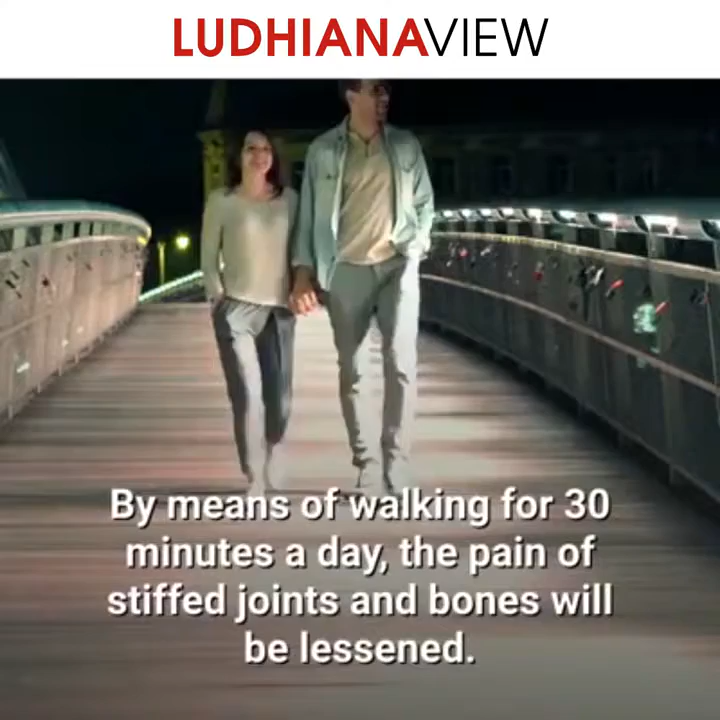 LUDHIANAVIEW
By means of walking for 30
minutes a day, the pain of
stiffed joints and bones will
be lessened.